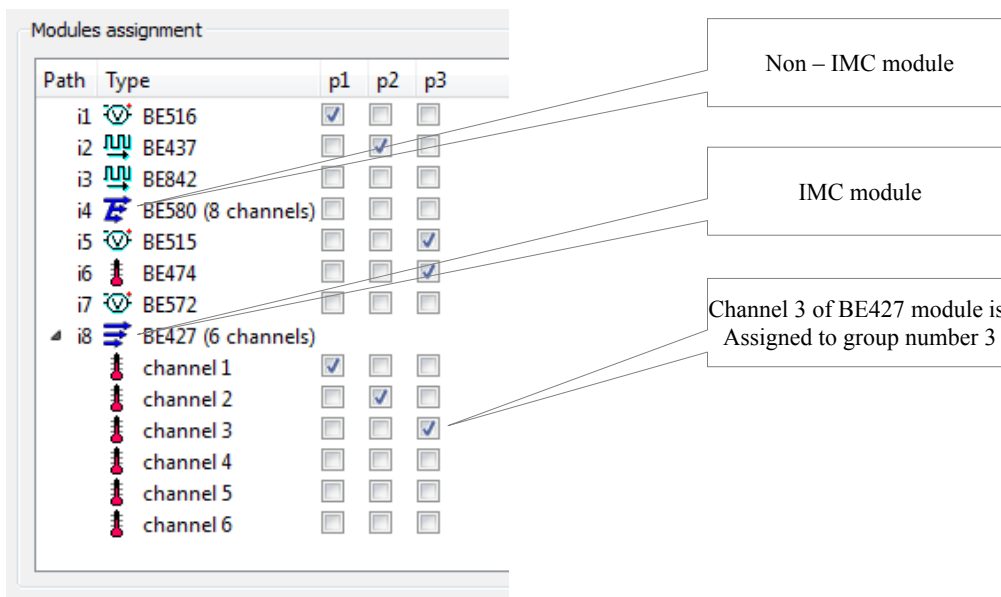 Modules assignment
Path Type p1 p2 p3
i1 BE516
i2 BE437
i3 BE842
i4 BE580 (8 channels)
i5 BE515
i6 BE474
i7 BE572
i8 BE427 (6 channels)
channel 1
channel 2
channel 3
channel 4
channel 5
channel 6
Non – IMC module
IMC module
Channel 3 of BE427 module is
Assigned to group number 3